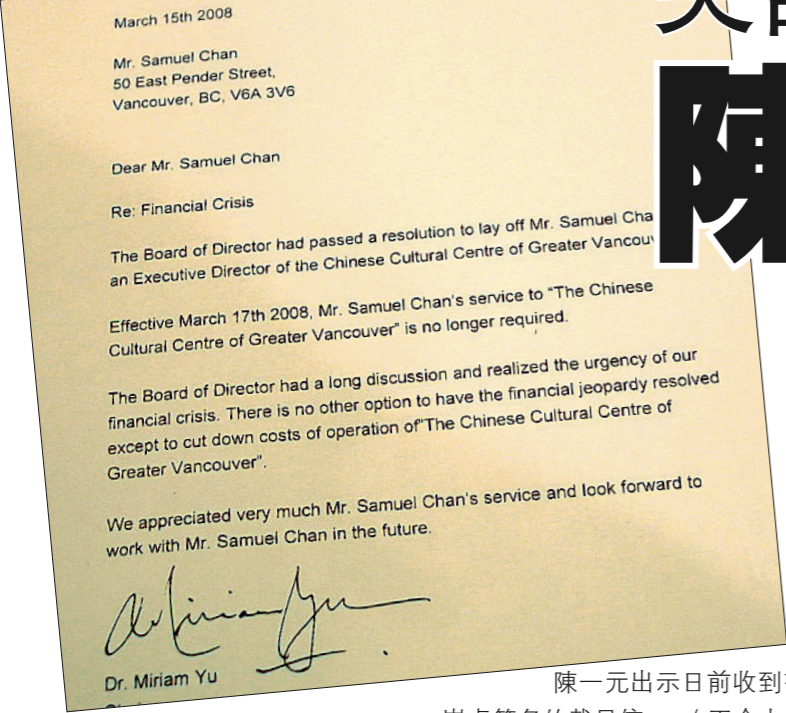 March 15th 2008
Mr. Samuel Chan
50 East Pender Street,
Vancouver, BC, V6A 3V6
Dear Mr. Samuel Chan
Re: Financial Crisis
The Board of Director had passed a resolution to lay off Mr. Samuel Cha
an Executive Director of the Chinese Cultural Centre of Greater Vancouv
Effective March 17th 2008, Mr. Samuel Chan's service to "The Chinese
Cultural Centre of Greater Vancouver" is no longer required.
The Board of Director had a long discussion and realized the urgency of our
financial crisis. There is no other option to have the financial jeopardy resolved
except to cut down costs of operation of"The Chinese Cultural Centre of
Greater Vancouver".
We appreciated very much Mr. Samuel Chan's service and look forward to
work with Mr. Samuel Chan in the future.
Dr. Miriam Yu
陳
陳一元出示日前收到